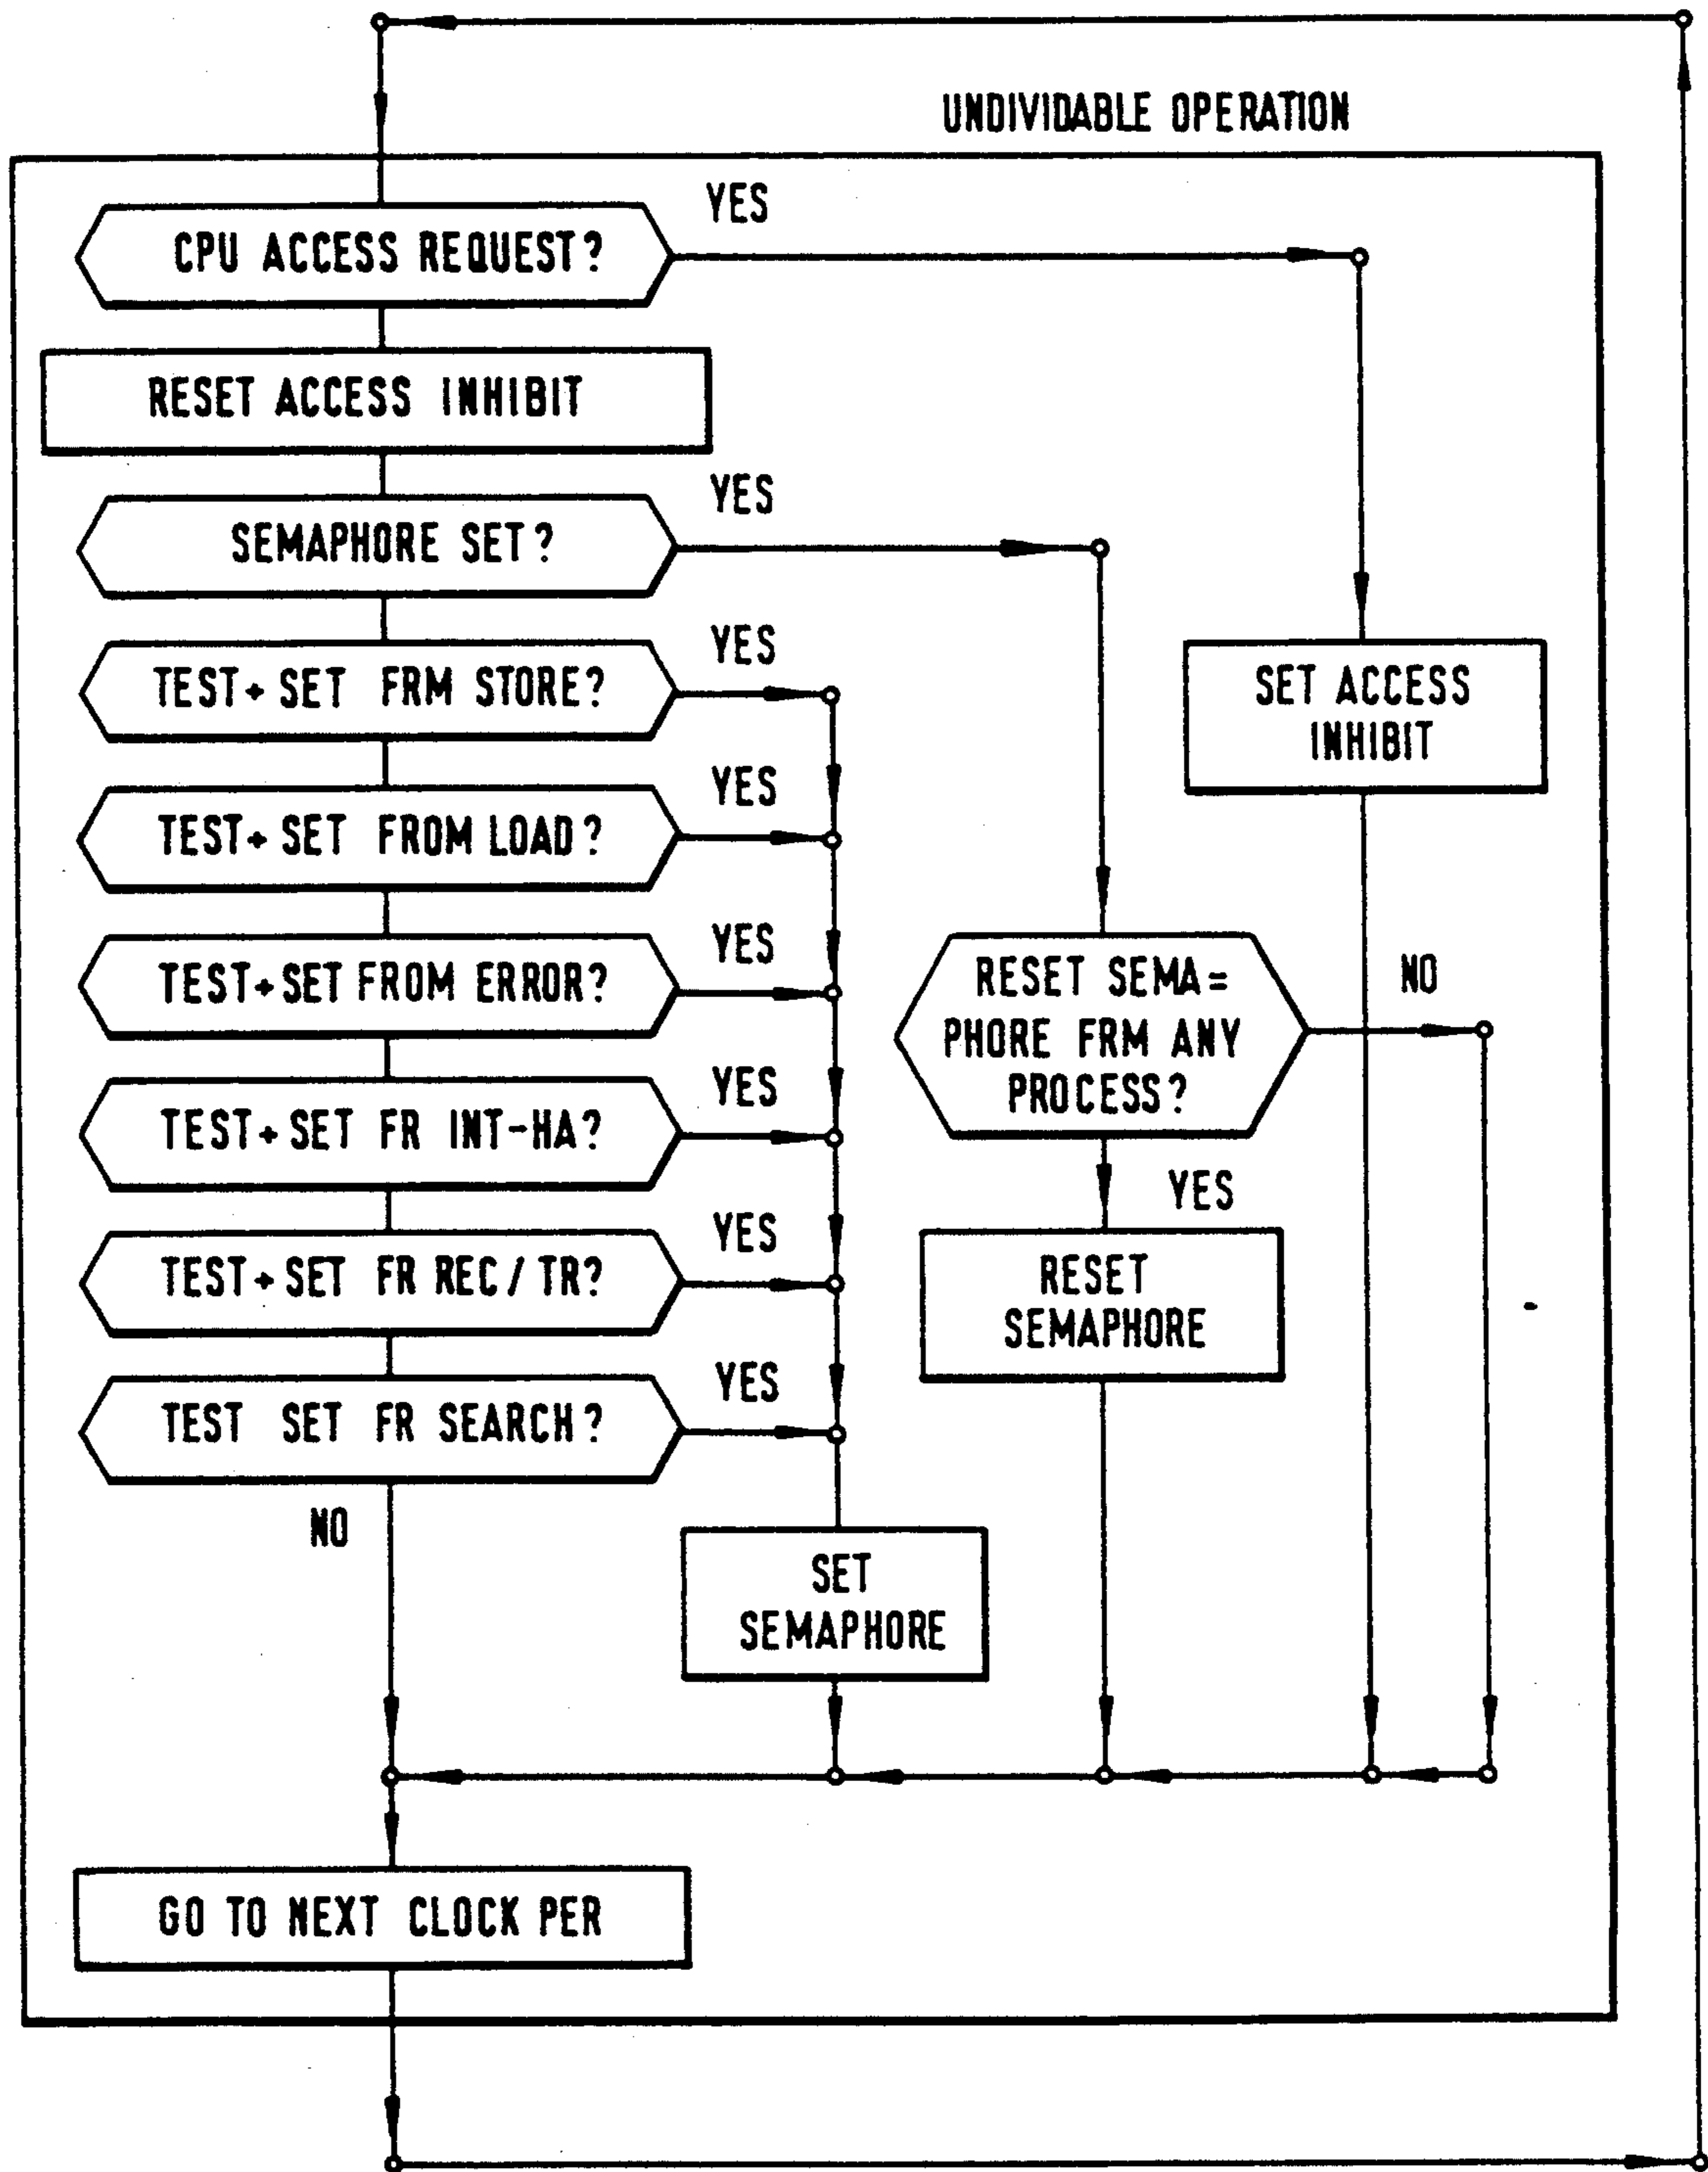 UNDIVIDABLE OPERATION
YES
CPU ACCESS REQUEST?
RESET ACCESS INHIBIT
YES
SEMAPHORE SET?
YES
TEST+ SET FRM STORE?
SET ACCESS
INHIBIT
YES
TEST+ SET FROM LOAD?
YES
TEST+SET FROM ERROR?
RESET SEMA=
PHORE FRM ANY
PROCESS?
NO
YES
TEST+ SET FR INT-HA?
YES
YES
TEST+ SET FR REC / TR?
RESET
SEMAPHORE
YES
TEST SET FR SEARCH?
NO
SET
SEMAPHORE
GO TO NEXT CLOCK PER